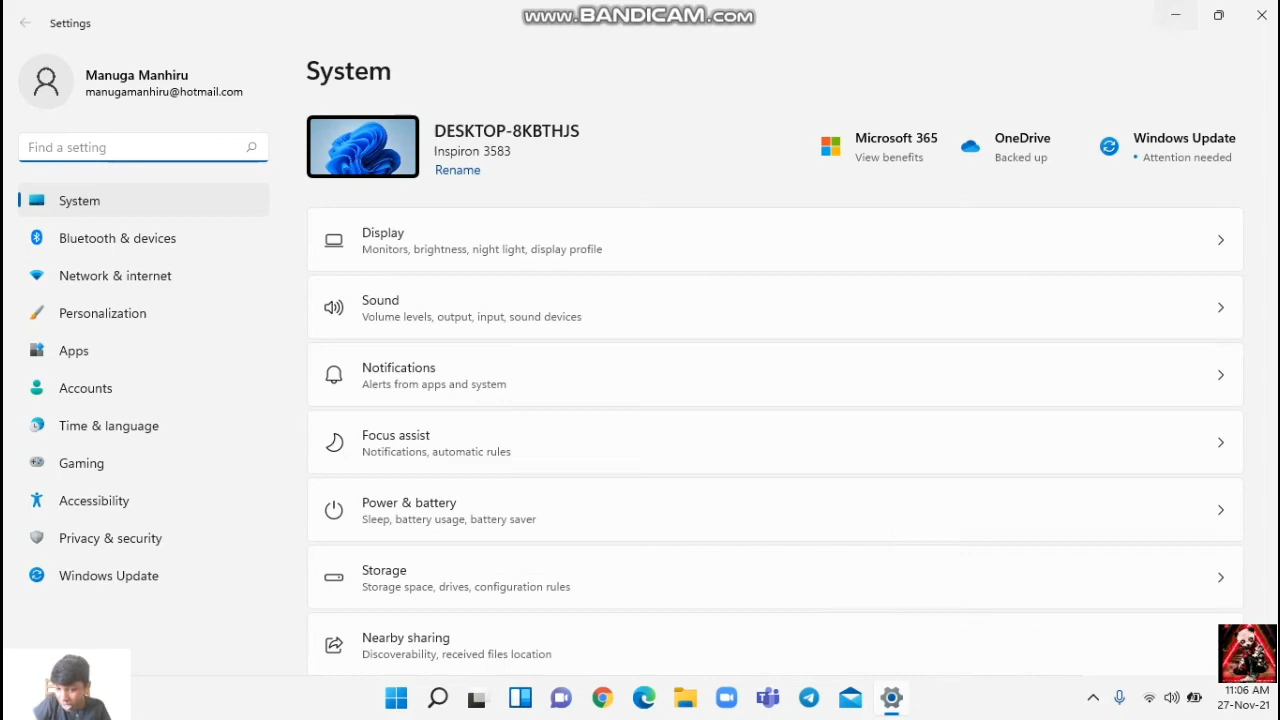 Settings
www.BANDICAM.com
Manuga Manhiru
manugamanhiru@hotmail.com
Find a setting
System
Bluetooth & devices
Network & internet
Personalization
Apps
Accounts
Time & language
Gaming
Accessibility
Privacy & security
Windows Update
System
DESKTOP-8KBTHJS
Inspiron 3583
Rename
Microsoft 365
View benefits
OneDrive
Backed up
Windows Update
• Attention needed
Display
Monitors, brightness, night light, display profile
Sound
Volume levels, output, input, sound devices
Notifications
Alerts from apps and system
Focus assist
Notifications, automatic rules
Power & battery
Sleep, battery usage, battery saver
Storage
Storage space, drives, configuration rules
Nearby sharing
Discoverability, received files location
11:06 AM
27-Nov-21